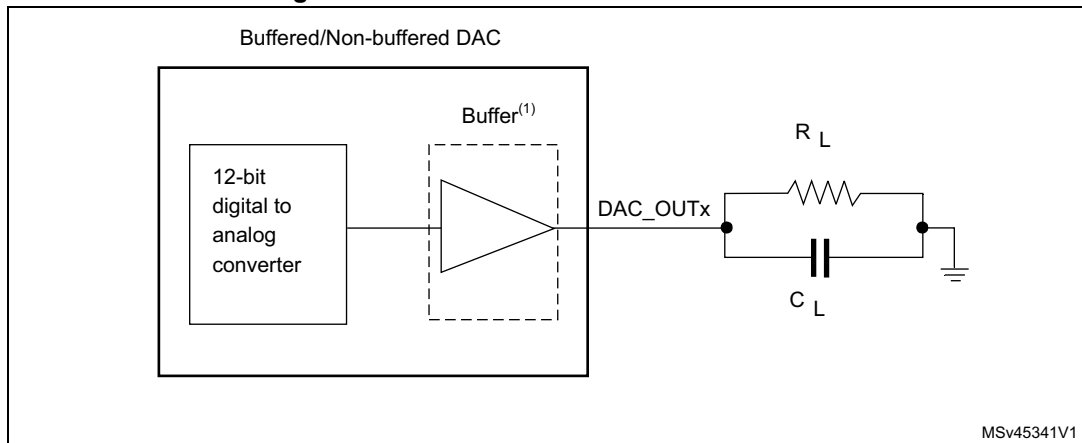 Buffered/Non-buffered DAC
Buffer(1)
12-bit
digital to
analog
converter
DAC_OUTx
R L
C L
MSv45341V1